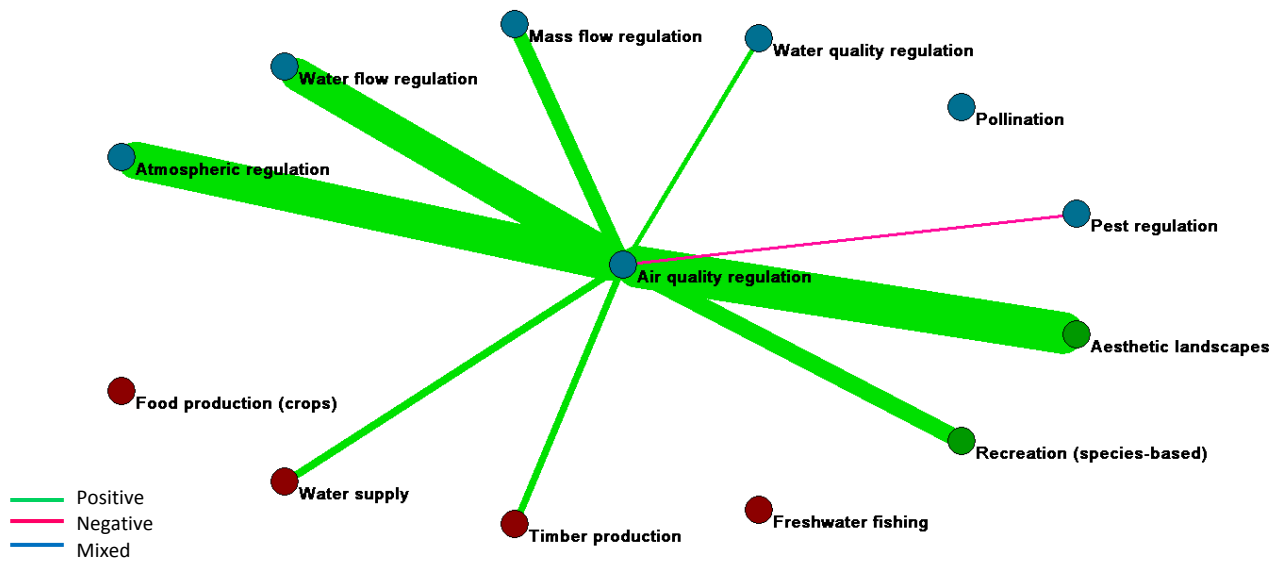 Mass flow regulation
Water quality regulation
Water flow regulation
Pollination
Atmospheric regulation
Pest regulation
Air quality regulation
Aesthetic landscapes
Food production (crops)
Recreation (species-based)
Water supply
Freshwater fishing
Timber production
Positive
Negative
Mixed